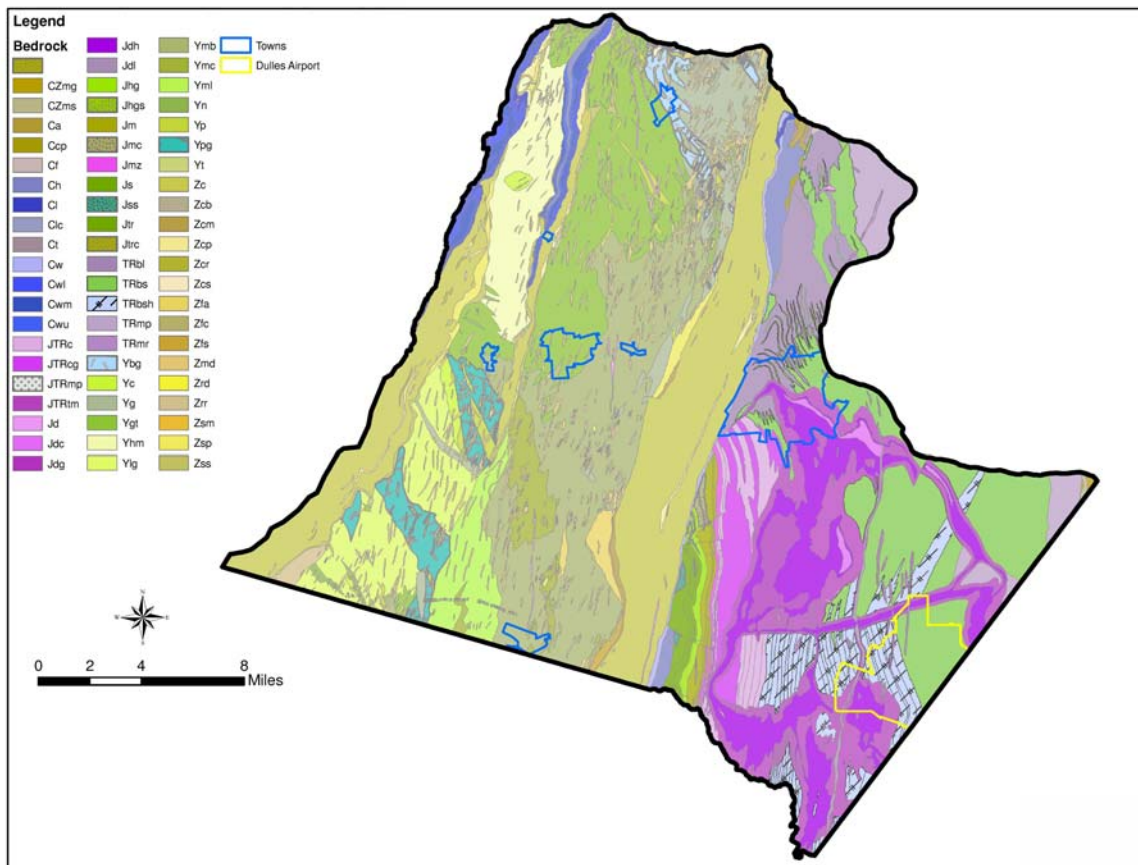 Legend
Bedrock
CZmg
CZms
Ca
Ccp
Cf
Ch
Cl
Clc
Ct
Cw
Cwl
Cwm
Cwu
JTRc
JTRcg
JTRmp
JTRtm
Jd
Jdc
Jdg
Jdh
Jdl
Jhg
Jhgs
Jm
Jmc
Jmz
Js
Jss
Jtr
Jtrc
TRbl
TRbs
TRbsh
TRmp
TRmr
Ybg
Yc
Yg
Ygt
Yhm
Ylg
Ymb
Ymc
Yml
Yn
Yp
Ypg
Yt
Zc
Zcb
Zcm
Zcp
Zcr
Zcs
Zfa
Zfc
Zfs
Zmd
Zrd
Zrr
Zsm
Zsp
Zss
Towns
Dulles Airport
N
W E
S
0 2 4 8
Miles